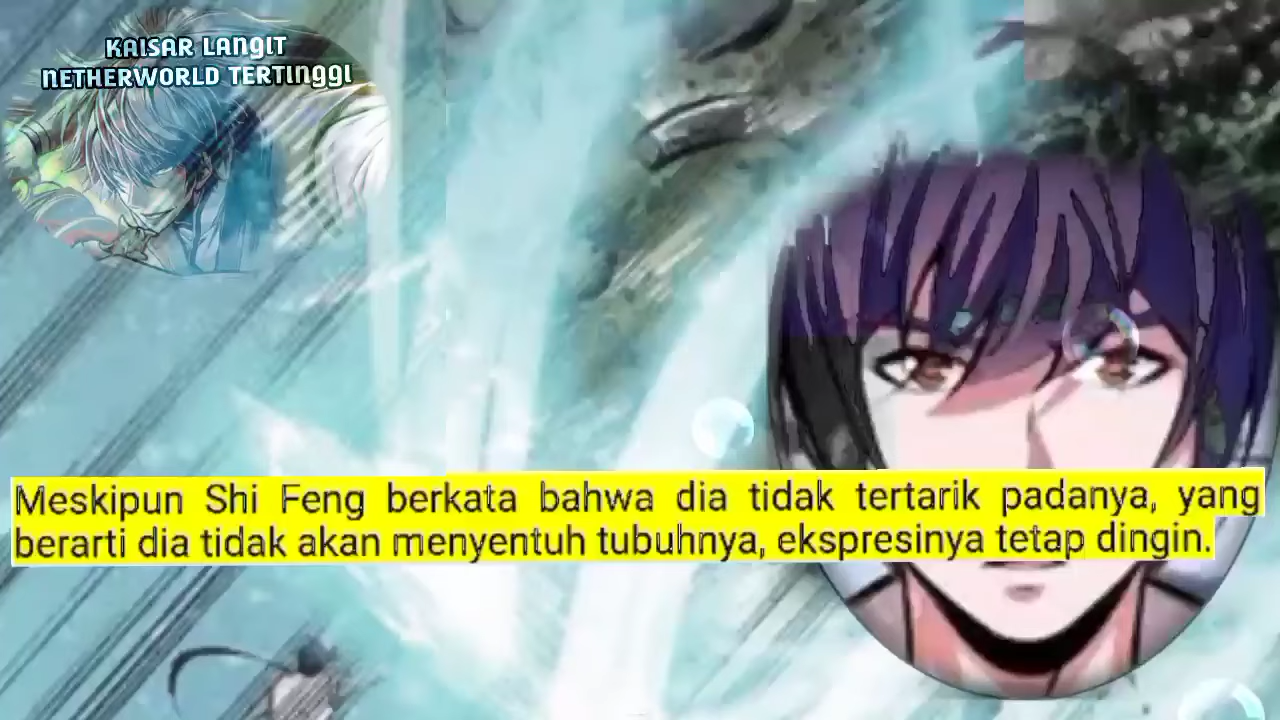 KAISAR LANGIT
NETHERWORLD TERTINGGI
Meskipun Shi Feng berkata bahwa dia tidak tertarik padanya, yang
berarti dia tidak akan menyentuh tubuhnya, ekspresinya tetap dingin.